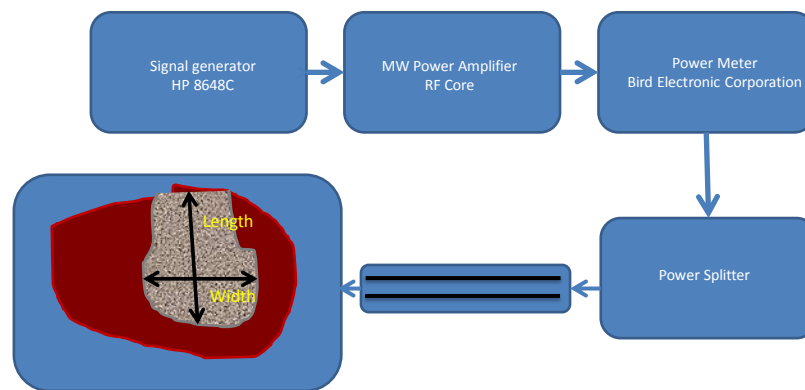 Signal generator
HP 8648C
MW Power Amplifier
RF Core
Power Meter
Bird Electronic Corporation
Length
Width
Power Splitter